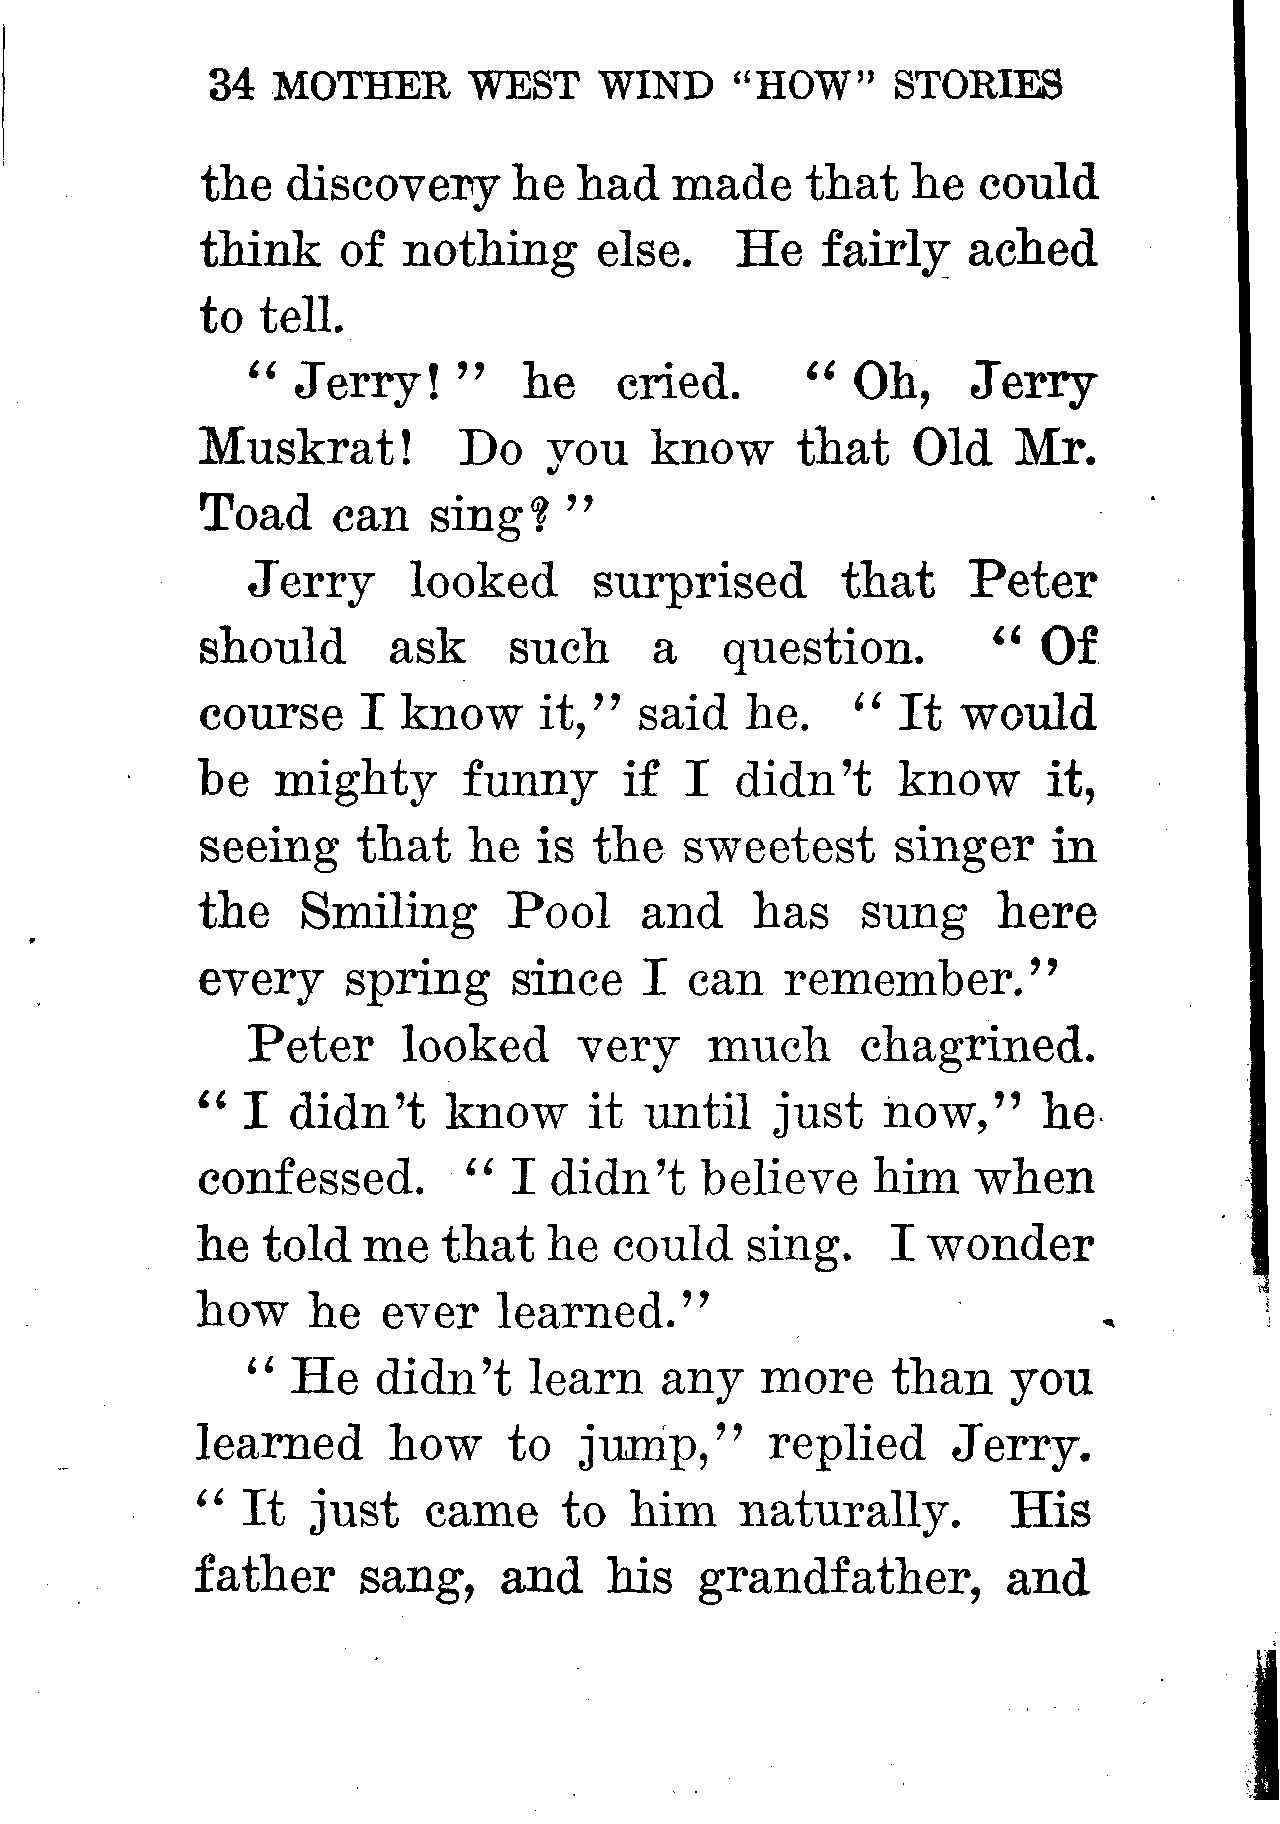 34 MOTHER WEST WIND “HOW” STORIES
the discovery he had made that he could
think of nothing else. He fairly ached
to tell.
“ Jerry! ” he cried. “ Oh, Jerry
Muskrat! Do you know that Old Mr.
Toad can sing? ”
Jerry looked surprised that Peter
should ask such a question. “ Of
course I know it,” said he. “ It would
be mighty funny if I didn’t know it,
seeing that he is the sweetest singer in
the Smiling Pool and has sung here
every spring since I can remember.”
Peter looked very much chagrined.
“ I didn’t know it until just now,” he
confessed. “ I didn’t believe him when
he told me that he could sing. I wonder
how he ever learned.”
“ He didn’t learn any more than you
learned how to jump,” replied Jerry.
“ It just came to him naturally. His
father sang, and his grandfather, and